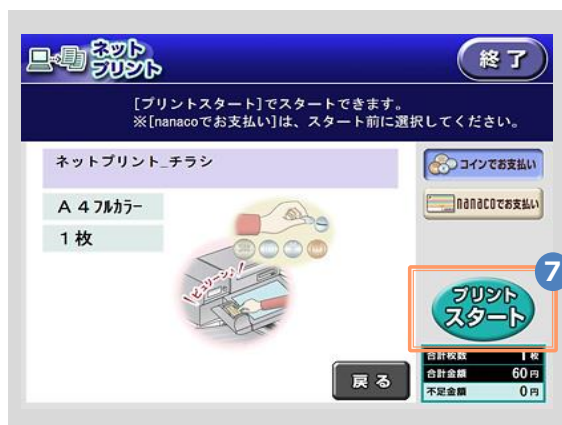 ネット
プリント
終了
[プリントスタート]でスタートできます。
※[nanacoでお支払い]は、スタート前に選択してください。
ネットプリント_チラシ
コインでお支払い
A4フルカラー
nanacoでお支払い
1枚
ピュリーン♪
7
プリント
スタート
戻る
合計枚数 1枚
合計金額 60円
不足金額 0円